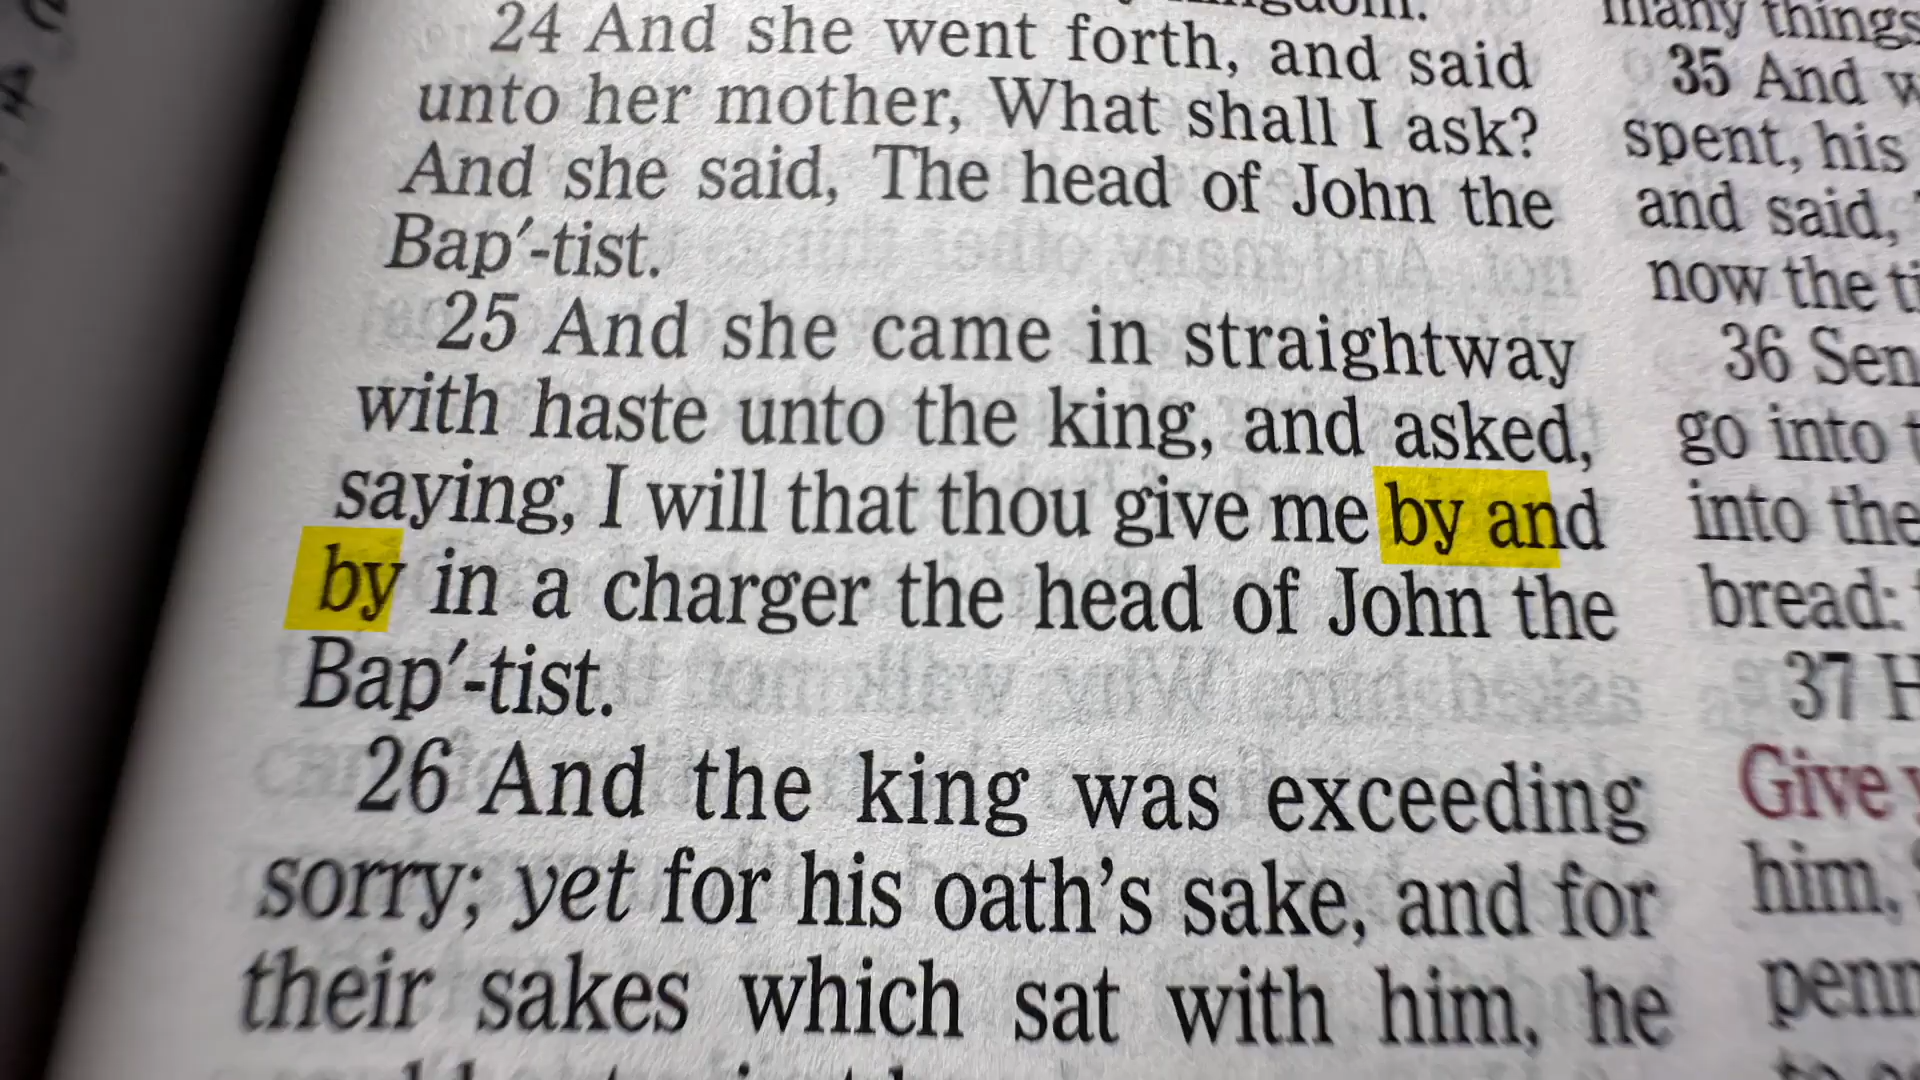 24 And she went forth, and said
unto her mother, What shall I ask?
And she said, The head of John the
Bap′-tist.
25 And she came in straightway
with haste unto the king, and asked,
saying, I will that thou give me by and
by in a charger the head of John the
Bap′-tist.
26 And the king was exceeding
sorry; yet for his oath's sake, and for
their sakes which sat with him, he
many things
35 And
spent, his
and said,
now the
36
go into
into the
bread:
37
Give
him,